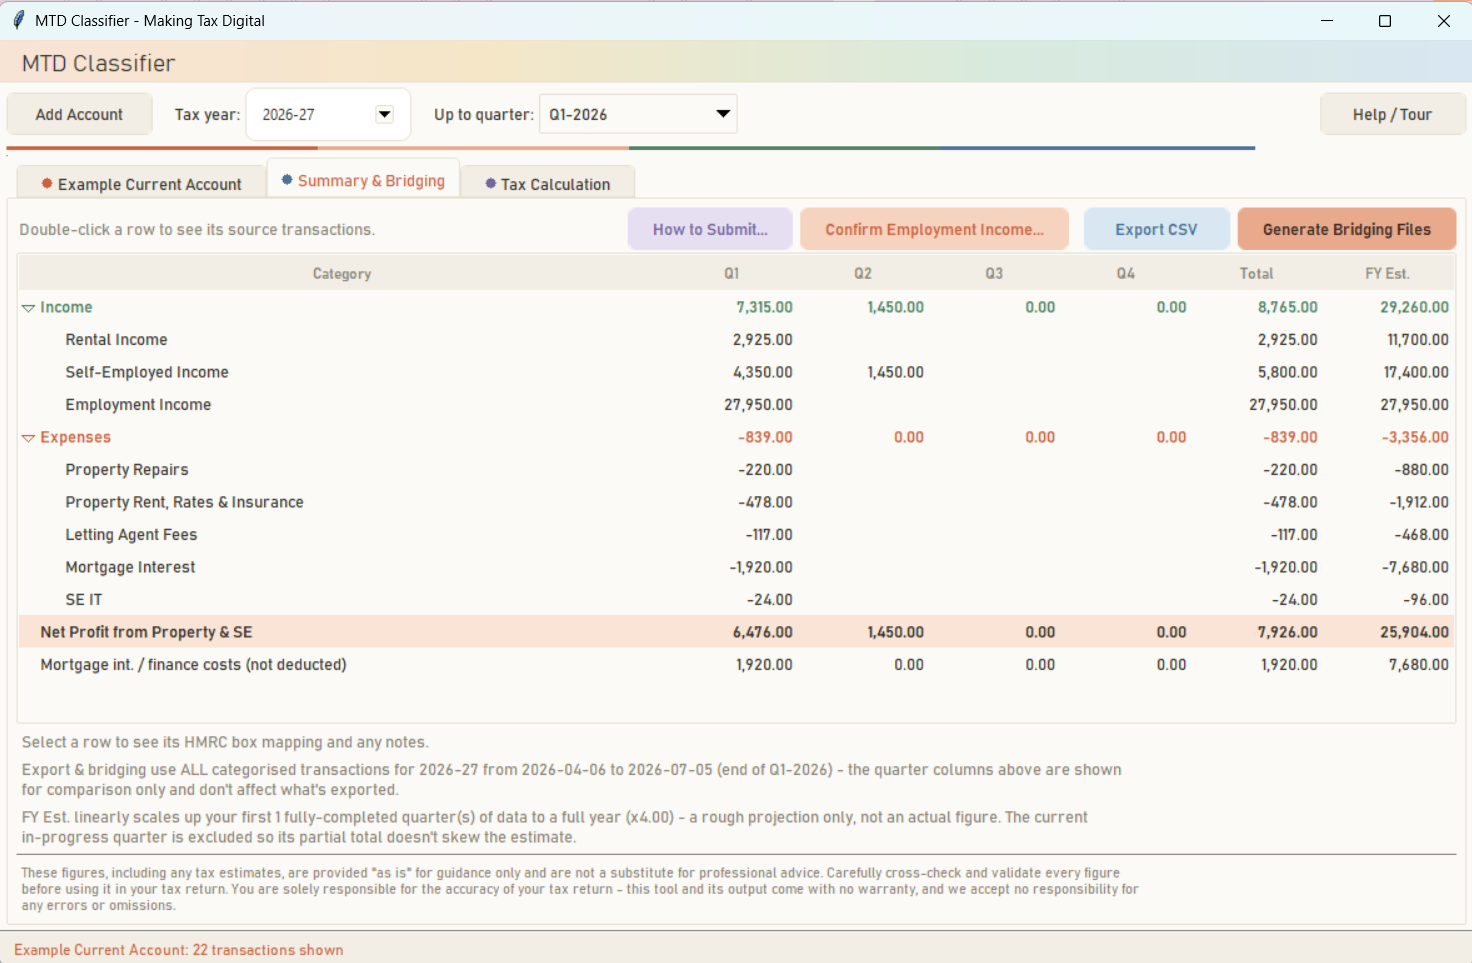 MTD Classifier - Making Tax Digital
MTD Classifier
Add Account Tax year: 2026-27 Up to quarter: Q1-2026 Help / Tour
Example Current Account Summary & Bridging Tax Calculation
Double-click a row to see its source transactions. How to Submit... Confirm Employment Income... Export CSV Generate Bridging Files
Category Q1 Q2 Q3 Q4 Total FY Est.
Income 7,315.00 1,450.00 0.00 0.00 8,765.00 29,260.00
Rental Income 2,925.00 2,925.00 11,700.00
Self-Employed Income 4,350.00 1,450.00 5,800.00 17,400.00
Employment Income 27,950.00 27,950.00 27,950.00
Expenses -839.00 0.00 0.00 0.00 -839.00 -3,356.00
Property Repairs -220.00 -220.00 -880.00
Property Rent, Rates & Insurance -478.00 -478.00 -1,912.00
Letting Agent Fees -117.00 -117.00 -468.00
Mortgage Interest -1,920.00 -1,920.00 -7,680.00
SE IT -24.00 -24.00 -96.00
Net Profit from Property & SE 6,476.00 1,450.00 0.00 0.00 7,926.00 25,904.00
Mortgage int. / finance costs (not deducted) 1,920.00 0.00 0.00 0.00 1,920.00 7,680.00
Select a row to see its HMRC box mapping and any notes.
Export & bridging use ALL categorised transactions for 2026-27 from 2026-04-06 to 2026-07-05 (end of Q1-2026) - the quarter columns above are shown
for comparison only and don't affect what's exported.
FY Est. linearly scales up your first 1 fully-completed quarter(s) of data to a full year (x4.00) - a rough projection only, not an actual figure. The current
in-progress quarter is excluded so its partial total doesn't skew the estimate.
These figures, including any tax estimates, are provided "as is" for guidance only and are not a substitute for professional advice. Carefully cross-check and validate every figure
before using it in your tax return. You are solely responsible for the accuracy of your tax return - this tool and its output come with no warranty, and we accept no responsibility for
any errors or omissions.
Example Current Account: 22 transactions shown